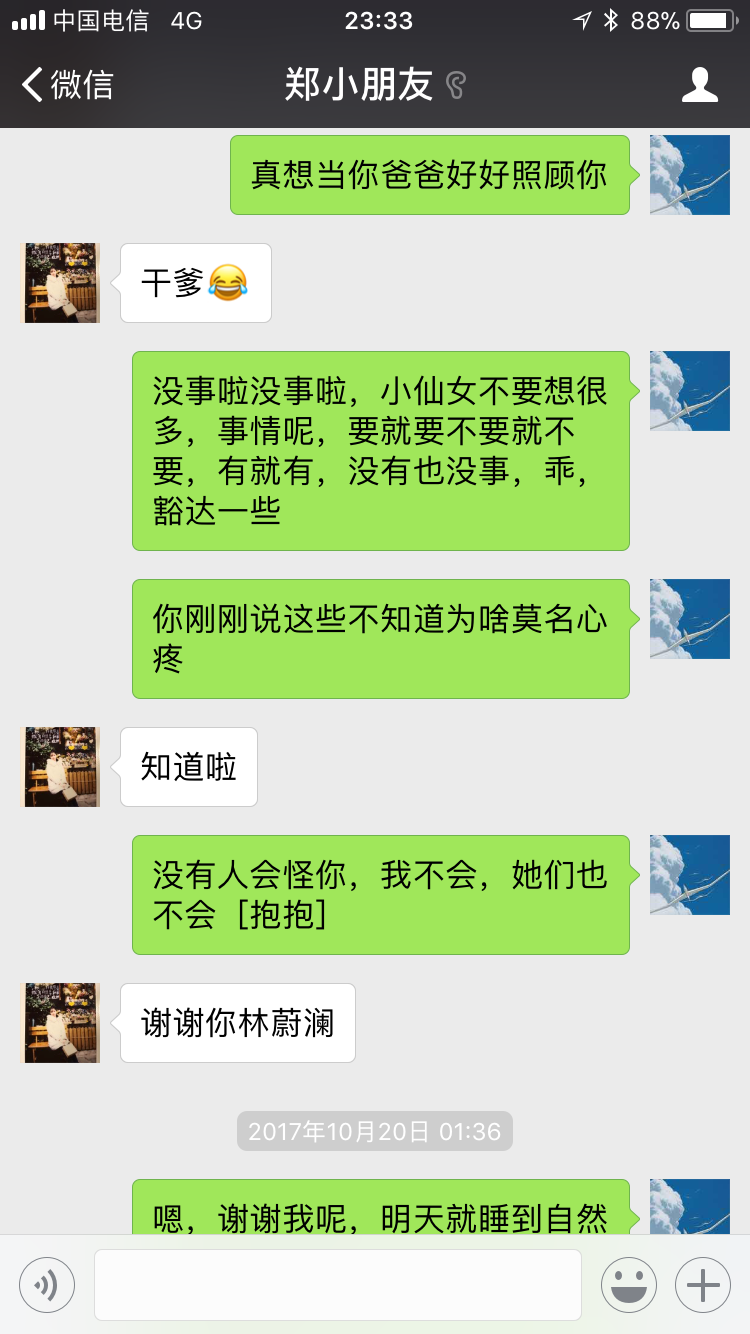 中国电信 4G 23:33 88%
微信 郑小朋友
真想当你爸爸好好照顾你
干爹😂
没事啦没事啦，小仙女不要想很
多，事情呢，要就要不要就不
要，有就有，没有也没事，乖，
豁达一些
你刚刚说这些不知道为啥莫名心
疼
知道啦
没有人会怪你，我不会，她们也
不会［抱抱］
谢谢你林蔚澜
2017年10月20日 01:36
嗯，谢谢我呢，明天就睡到自然